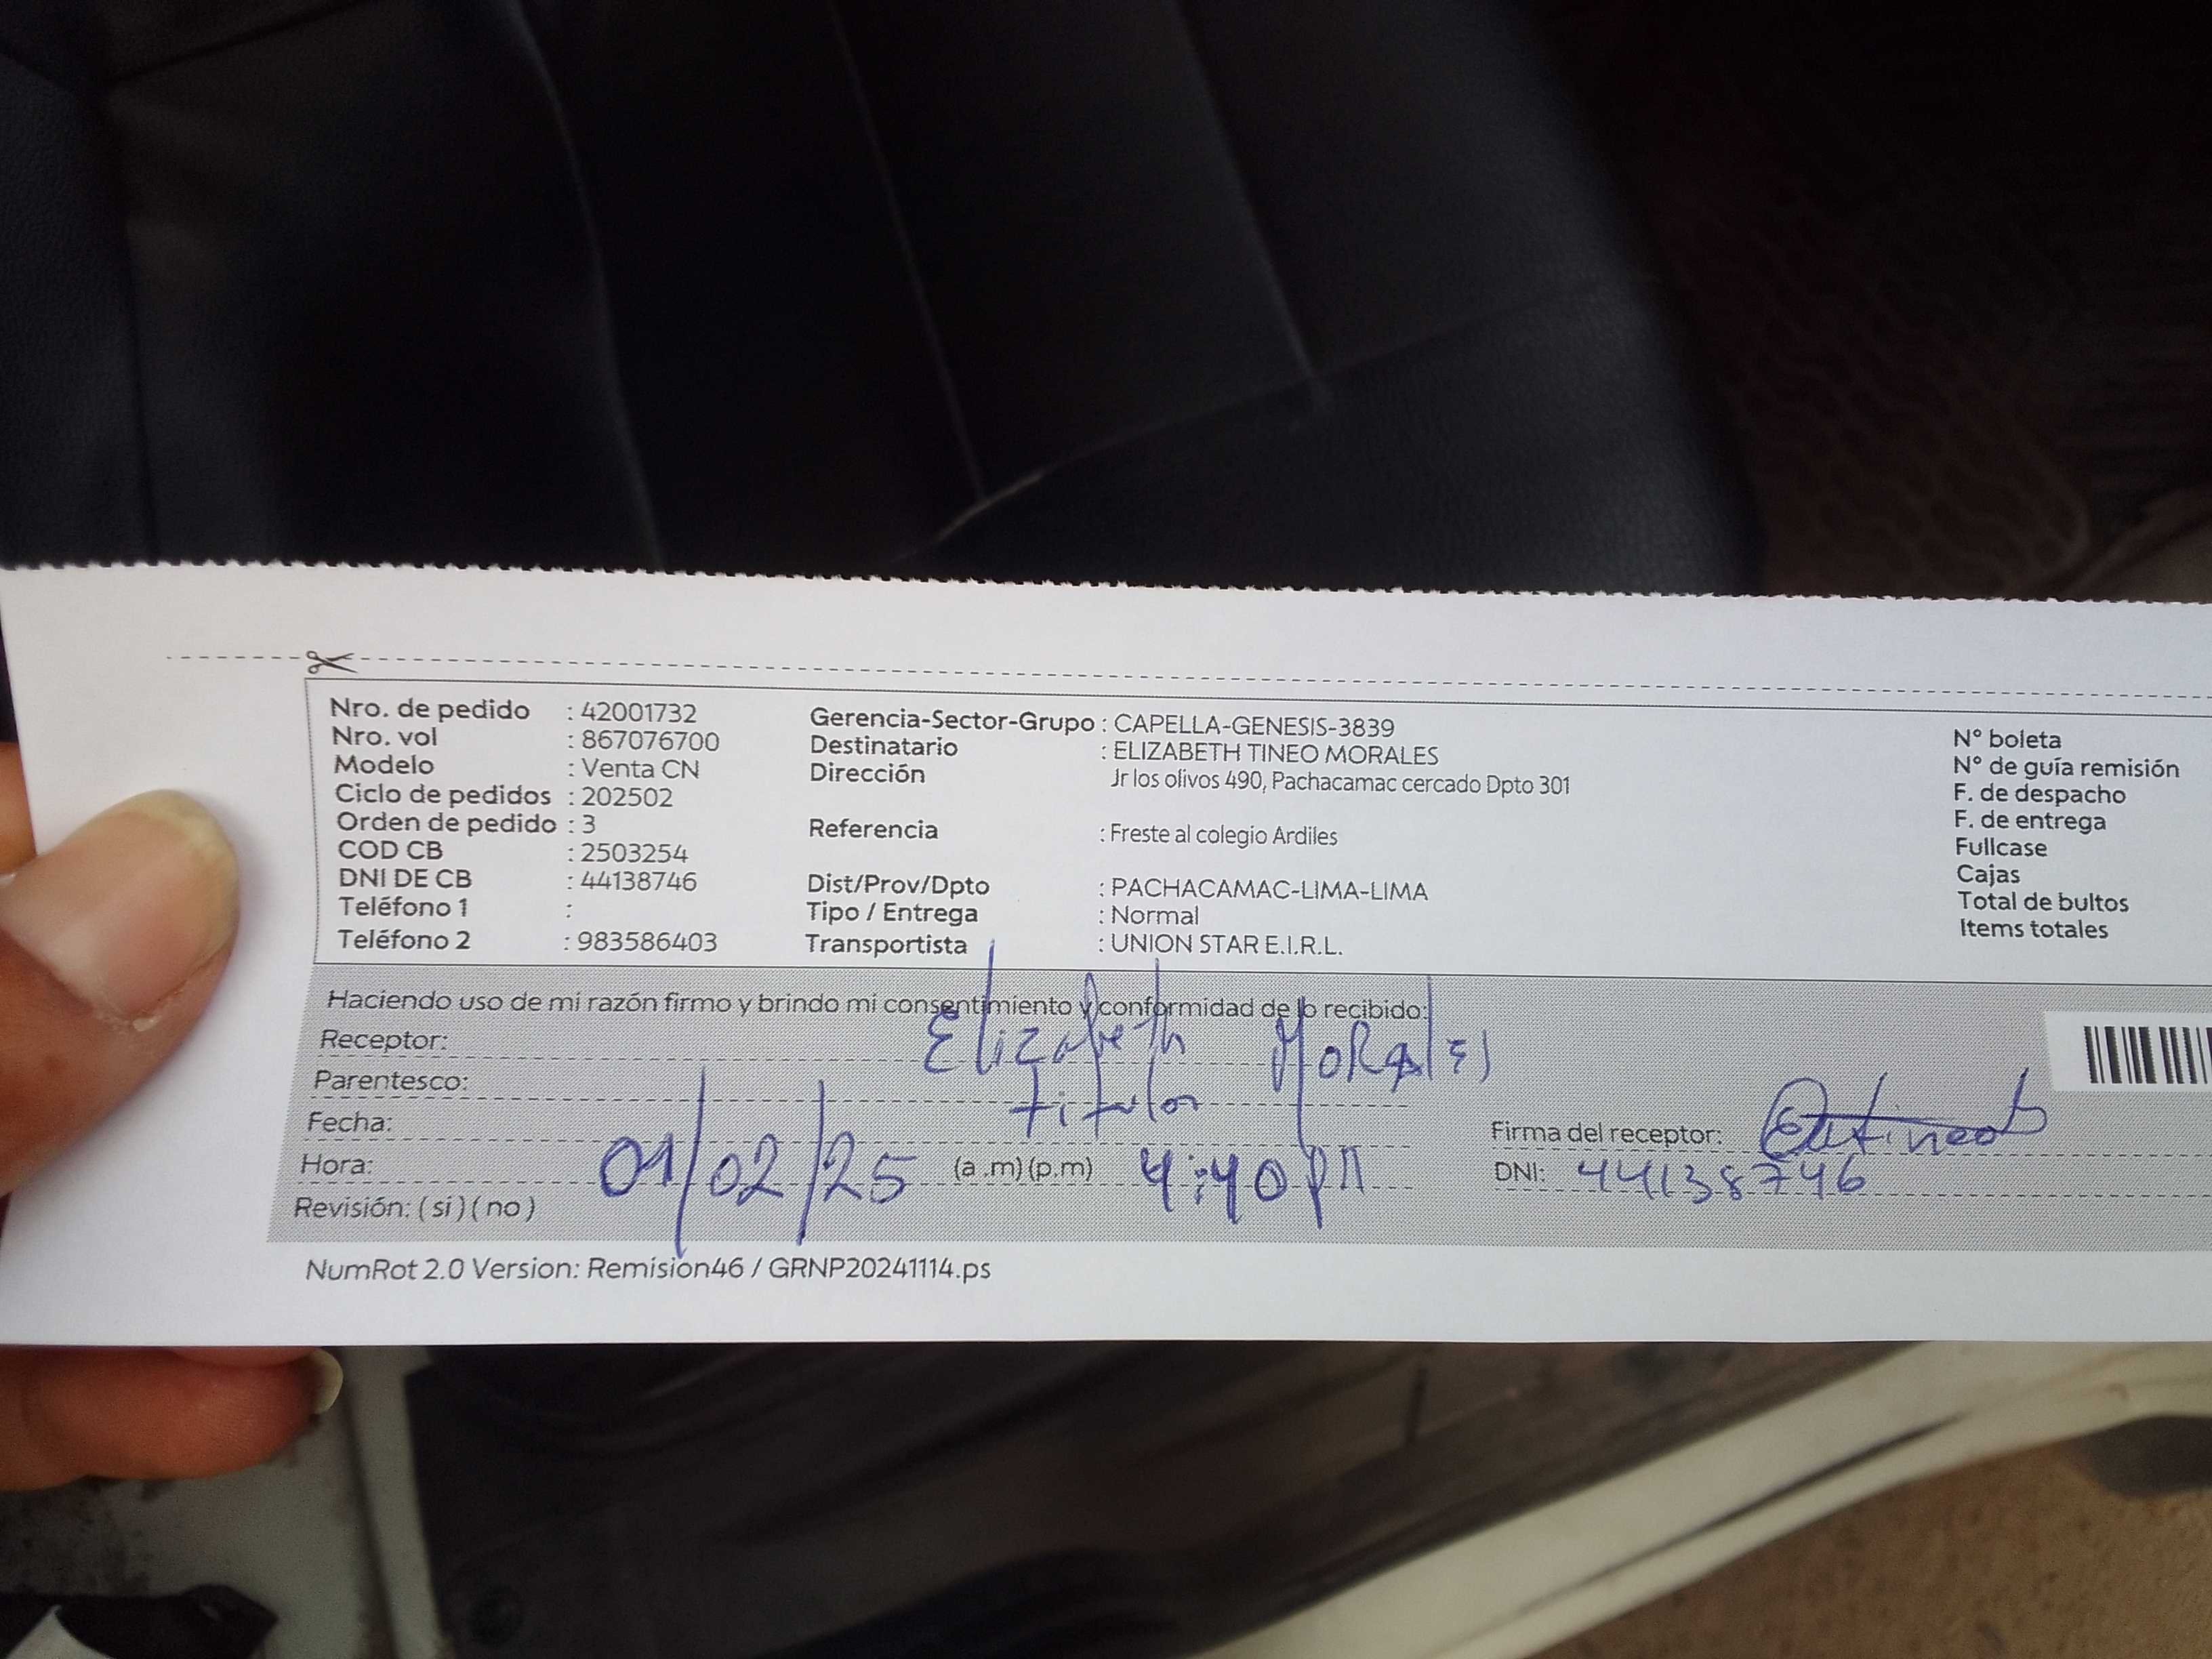 Nro. de pedido : 42001732
Nro. vol : 867076700
Modelo : Venta CN
Ciclo de pedidos : 202502
Orden de pedido : 3
COD CB : 2503254
DNI DE CB : 44138746
Teléfono 1 :
Teléfono 2 : 983586403
Gerencia-Sector-Grupo : CAPELLA-GENESIS-3839
Destinatario : ELIZABETH TINEO MORALES
Dirección Jr los olivos 490, Pachacamac cercado Dpto 301
Referencia : Freste al colegio Ardiles
Dist/Prov/Dpto : PACHACAMAC-LIMA-LIMA
Tipo / Entrega : Normal
Transportista : UNION STAR E.I.R.L.
N° boleta
N° de guía remisión
F. de despacho
F. de entrega
Fullcase
Cajas
Total de bultos
Items totales
Haciendo uso de mi razón firmo y brindo mi consentimiento y conformidad de lo recibido:
Receptor: Elizabeth Morales
Parentesco: titular
Fecha: 01/02/25
Hora: (a .m) (p.m) 4:40 pm
Revisión: ( si ) ( no )
Firma del receptor:
DNI: 44138746
NumRot 2.0 Version: Remísion46 / GRNP20241114.ps